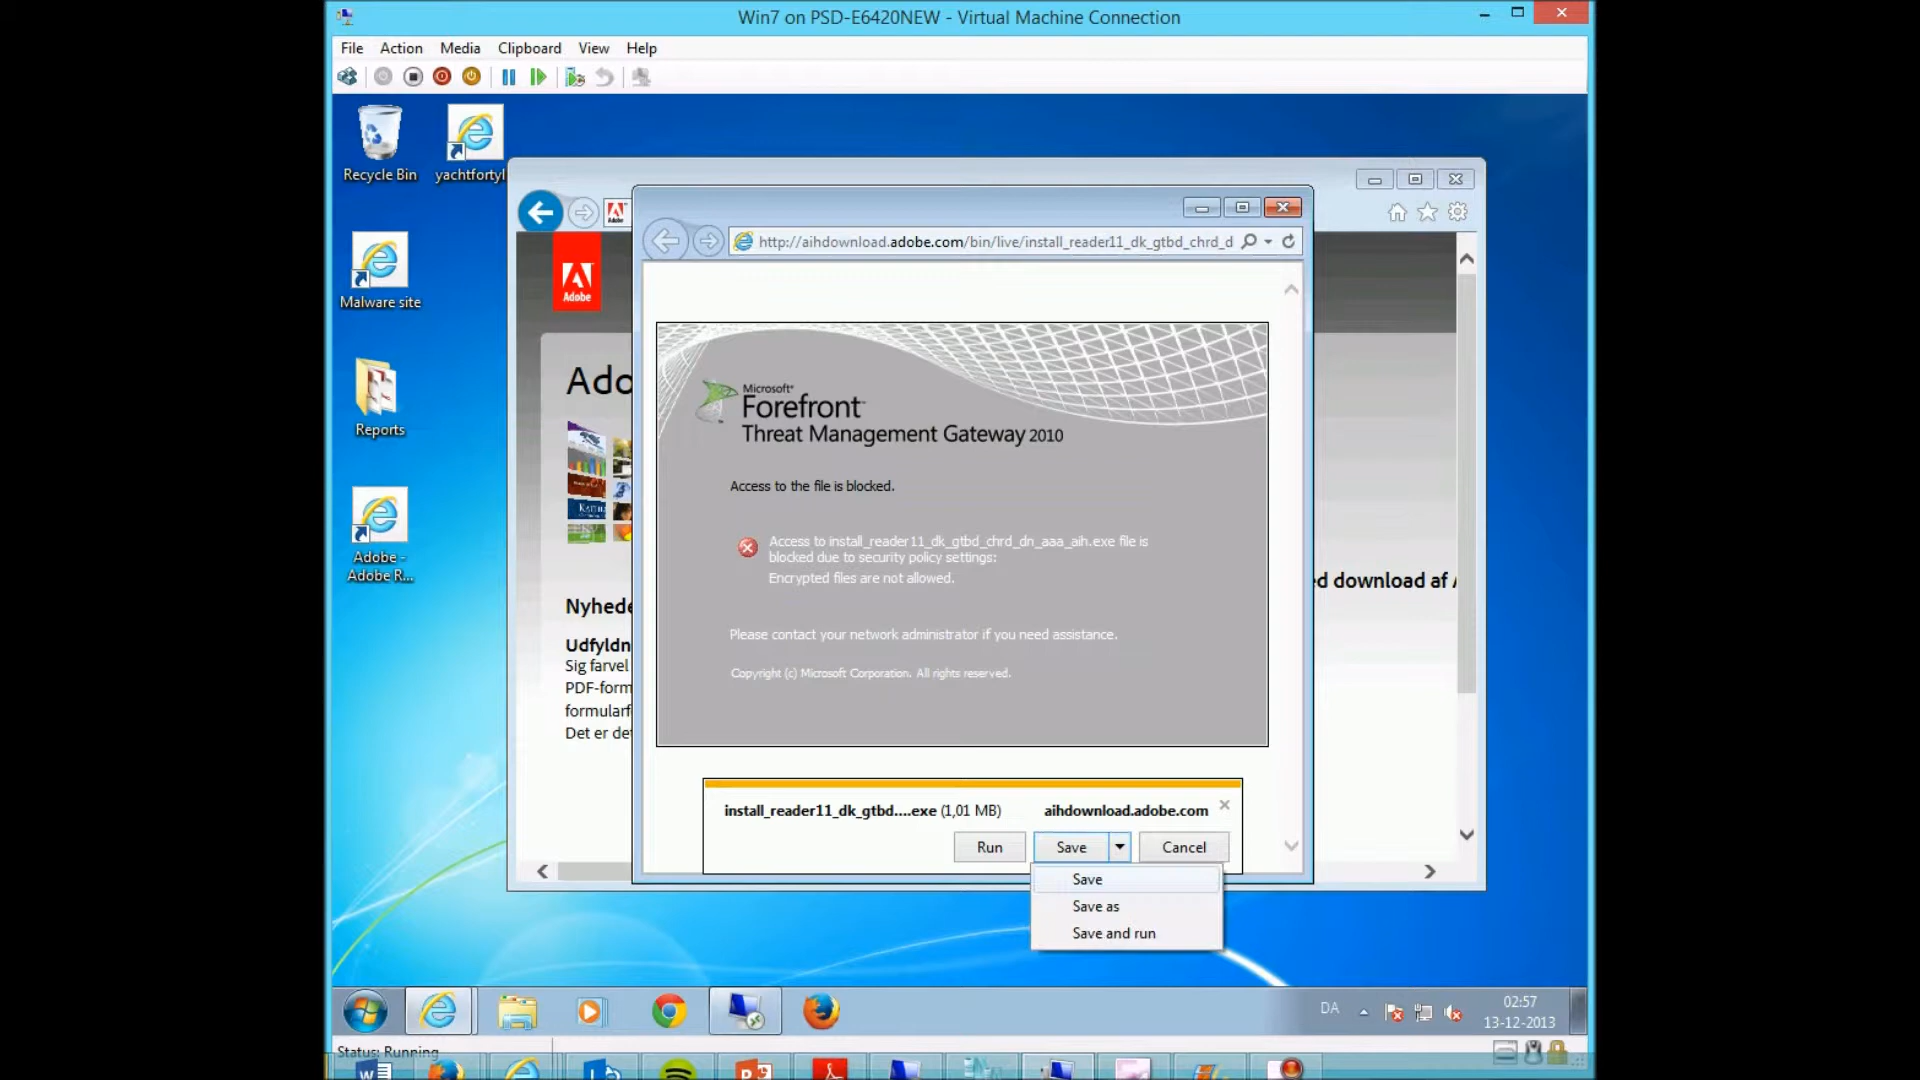 Win7 on PSD-E6420NEW - Virtual Machine Connection
File Action Media Clipboard View Help
Recycle Bin
yachtfortyl
Malware site
Reports
Adobe -
Adobe R...
Adobe
http://aihdownload.adobe.com/bin/live/install_reader11_dk_gtbd_chrd_d
Ado
Microsoft®
Forefront™
Threat Management Gateway 2010
Access to the file is blocked.
Access to install_reader11_dk_gtbd_chrd_dn_aaa_aih.exe file is
blocked due to security policy settings:
Encrypted files are not allowed.
Please contact your network administrator if you need assistance.
Copyright (c) Microsoft Corporation. All rights reserved.
Nyhede
Udfyldn
Sig farvel
PDF-form
formularf
Det er det
ed download af A
install_reader11_dk_gtbd....exe (1,01 MB) aihdownload.adobe.com
Run Save Cancel
Save
Save as
Save and run
DA
02:57
13-12-2013
Status: Running